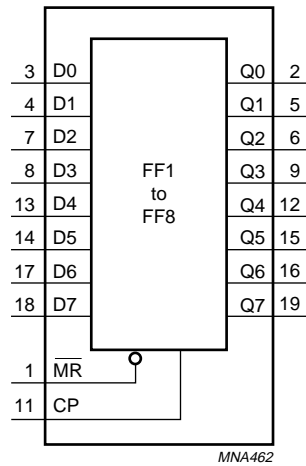 3 D0 Q0 2
4 D1 Q1 5
7 D2 Q2 6
8 D3 FF1 Q3 9
to
13 D4 FF8 Q4 12
14 D5 Q5 15
17 D6 Q6 16
18 D7 Q7 19
1 M̅R̅
11 CP
MNA462